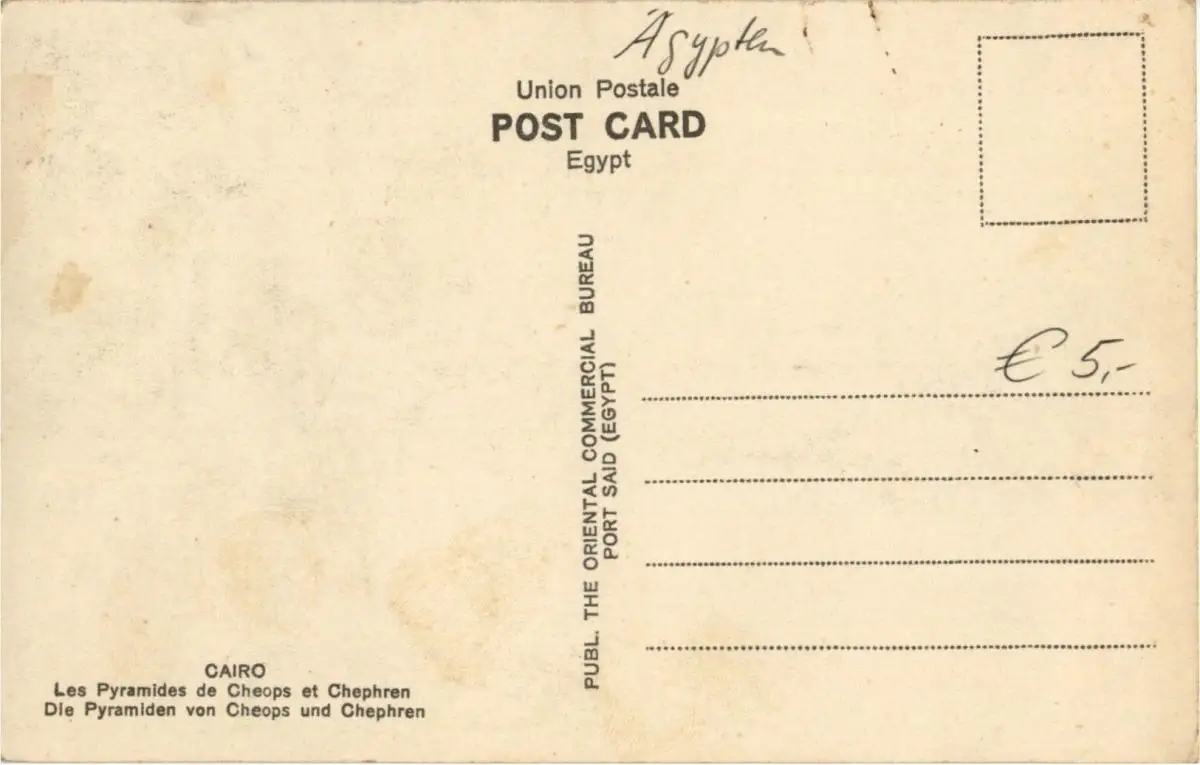 Ägypten
Union Postale
POST CARD
Egypt
€ 5,-
PUBL. THE ORIENTAL COMMERCIAL BUREAU
PORT SAID (EGYPT)
CAIRO
Les Pyramides de Cheops et Chephren
Die Pyramiden von Cheops und Chephren